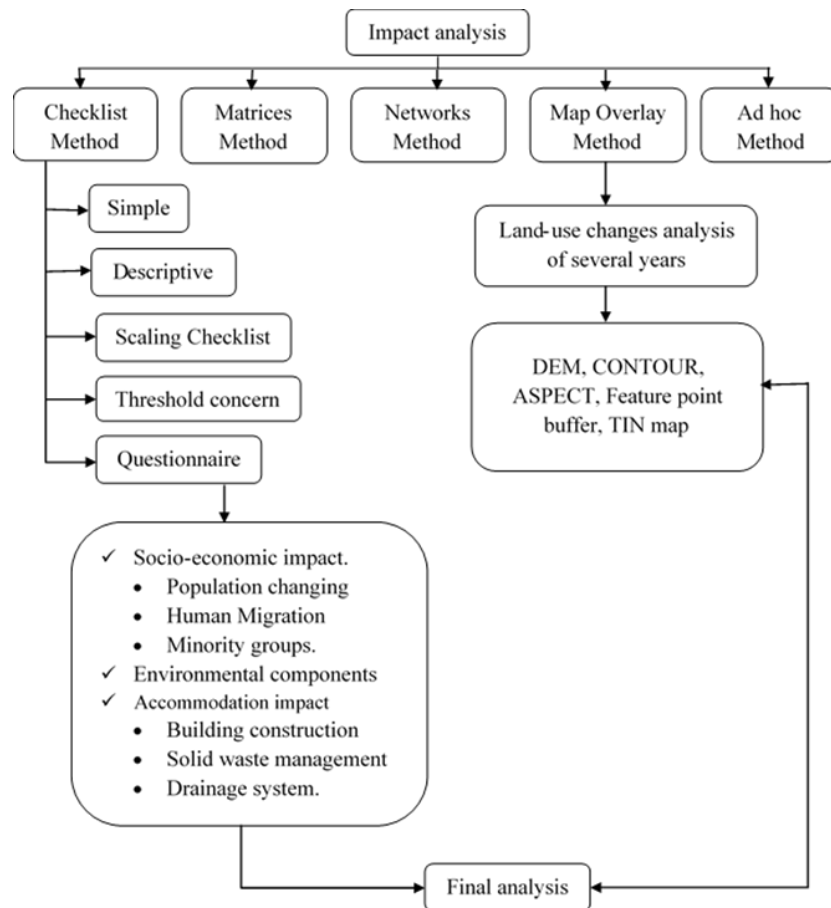 Impact analysis
Checklist
Method
Matrices
Method
Networks
Method
Map Overlay
Method
Ad hoc
Method
Simple
Descriptive
Scaling Checklist
Threshold concern
Questionnaire
Land-use changes analysis
of several years
DEM, CONTOUR,
ASPECT, Feature point
buffer, TIN map
✓ Socio-economic impact.
• Population changing
• Human Migration
• Minority groups.
✓ Environmental components
✓ Accommodation impact
• Building construction
• Solid waste management
• Drainage system.
Final analysis